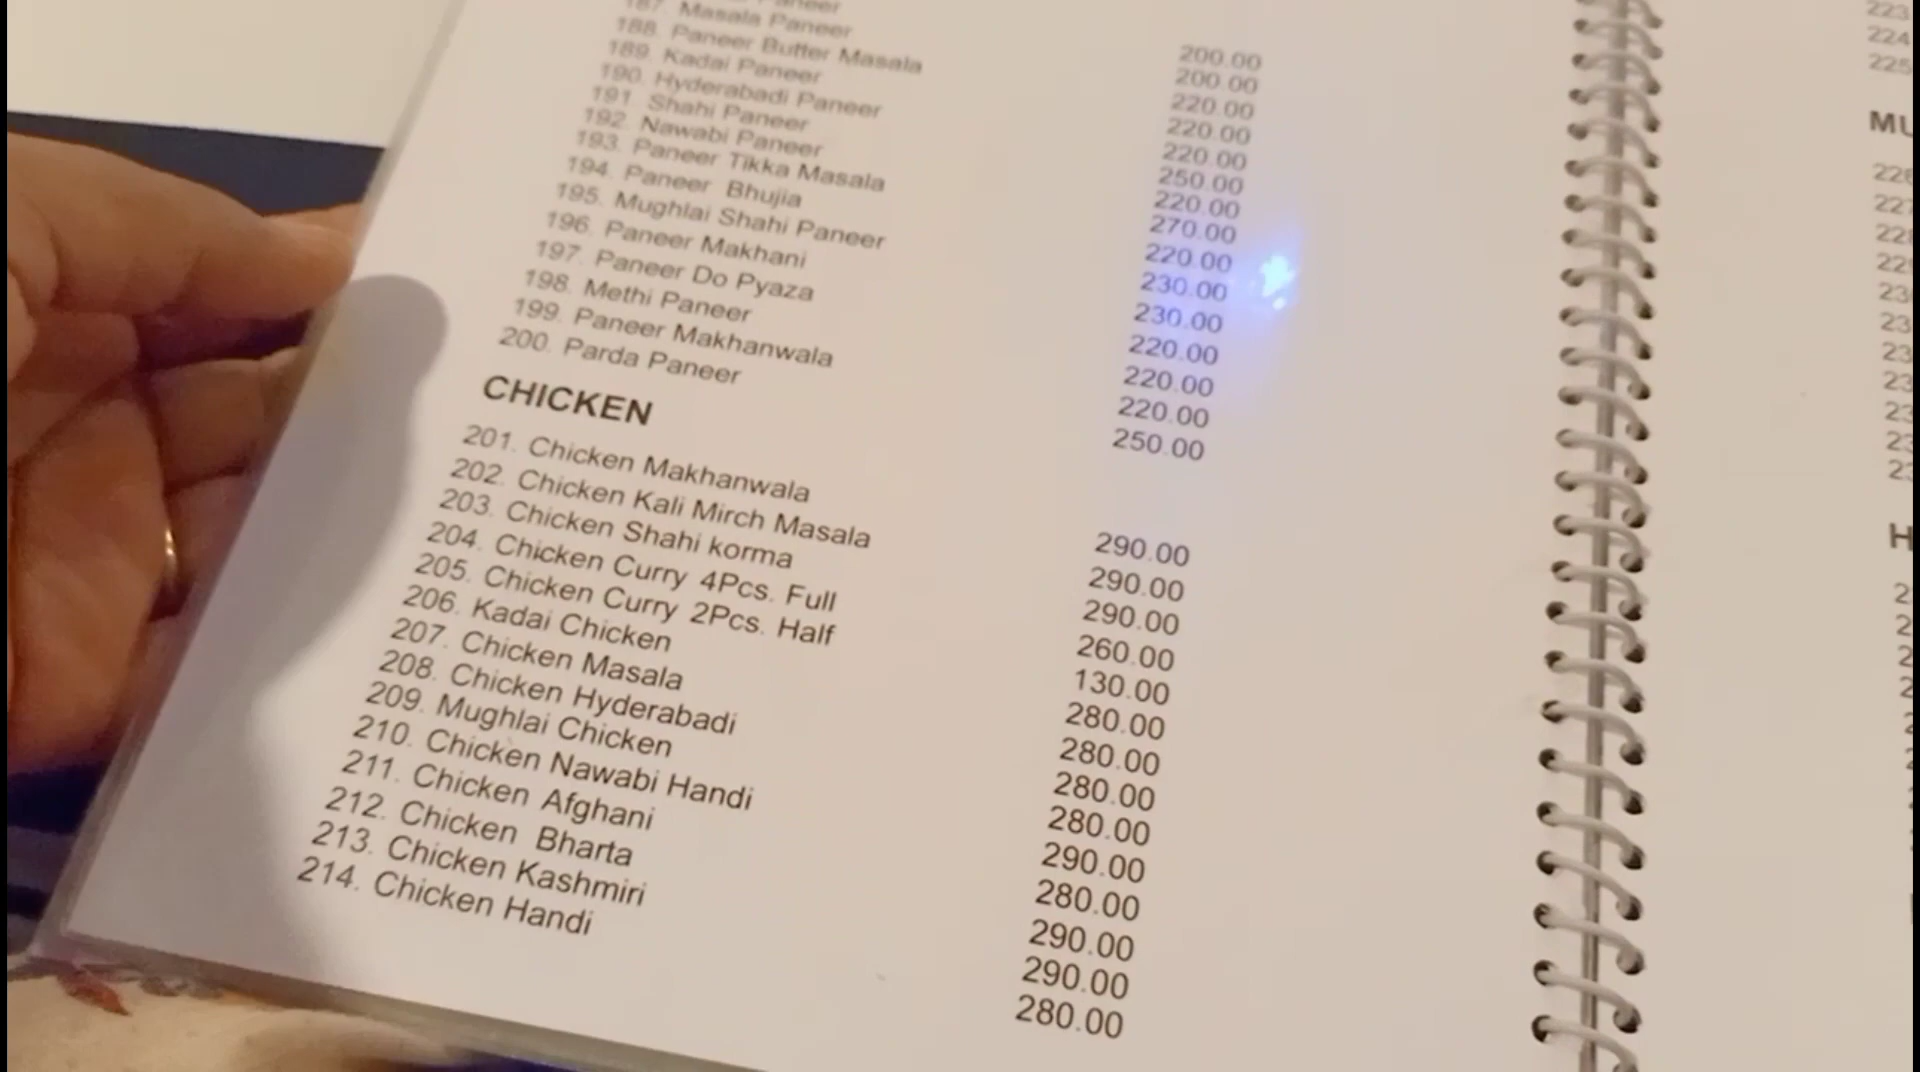 Paneer 200.00
187. Masala Paneer 200.00
188. Paneer Butter Masala 220.00
189. Kadai Paneer 220.00
190. Hyderabadi Paneer 220.00
191. Shahi Paneer 250.00
192. Nawabi Paneer 220.00
193. Paneer Tikka Masala 270.00
194. Paneer Bhujia 220.00
195. Mughlai Shahi Paneer 230.00
196. Paneer Makhani 230.00
197. Paneer Do Pyaza 220.00
198. Methi Paneer 220.00
199. Paneer Makhanwala 220.00
200. Parda Paneer 250.00
CHICKEN
201. Chicken Makhanwala 290.00
202. Chicken Kali Mirch Masala 290.00
203. Chicken Shahi korma 290.00
204. Chicken Curry 4Pcs. Full 260.00
205. Chicken Curry 2Pcs. Half 130.00
206. Kadai Chicken 280.00
207. Chicken Masala 280.00
208. Chicken Hyderabadi 280.00
209. Mughlai Chicken 280.00
210. Chicken Nawabi Handi 290.00
211. Chicken Afghani 280.00
212. Chicken Bharta 290.00
213. Chicken Kashmiri 290.00
214. Chicken Handi 280.00
223
224
225